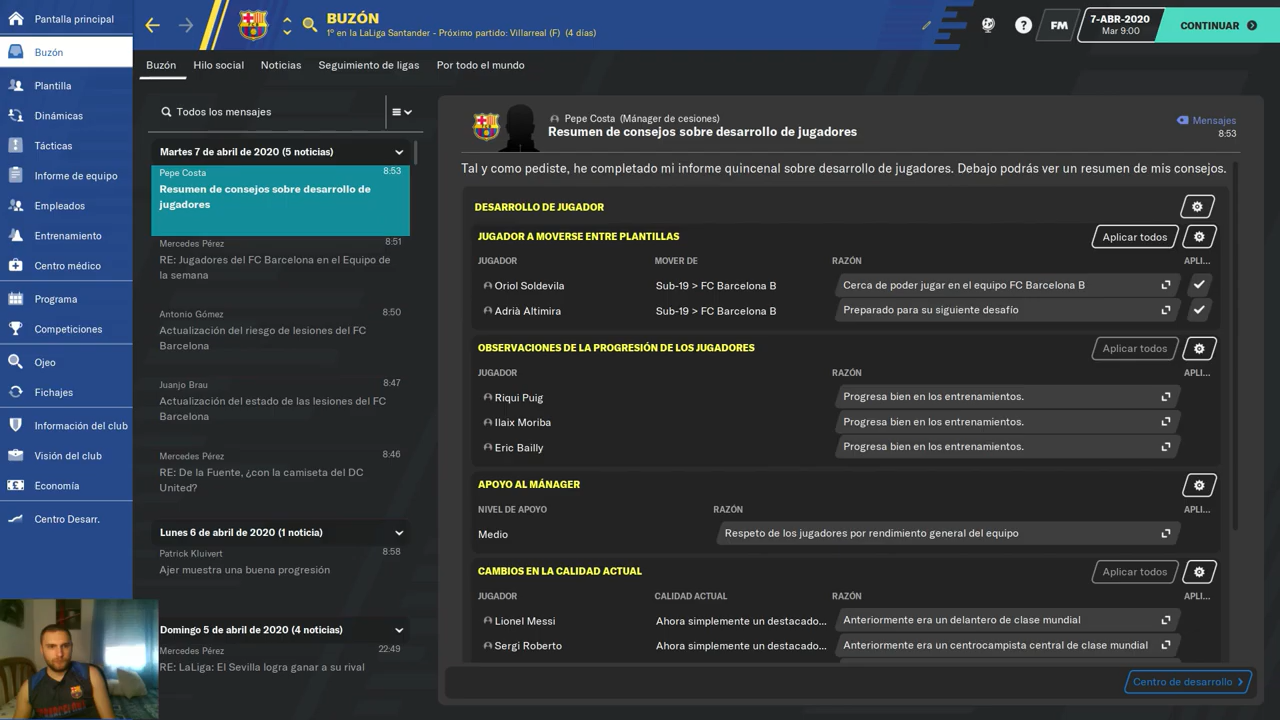 Pantalla principal
Buzón
Plantilla
Dinámicas
Tácticas
Informe de equipo
Empleados
Entrenamiento
Centro médico
Programa
Competiciones
Ojeo
Fichajes
Información del club
Visión del club
Economía
Centro Desarr.
BUZÓN
1º en la LaLiga Santander - Próximo partido: Villarreal (F) (4 días)
?
FM
7-ABR-2020
Mar 9:00
CONTINUAR
Buzón Hilo social Noticias Seguimiento de ligas Por todo el mundo
Todos los mensajes
Martes 7 de abril de 2020 (5 noticias)
Pepe Costa 8:53
Resumen de consejos sobre desarrollo de
jugadores
Mercedes Pérez 8:51
RE: Jugadores del FC Barcelona en el Equipo de
la semana
Antonio Gómez 8:50
Actualización del riesgo de lesiones del FC
Barcelona
Juanjo Brau 8:47
Actualización del estado de las lesiones del FC
Barcelona
Mercedes Pérez 8:46
RE: De la Fuente, ¿con la camiseta del DC
United?
Lunes 6 de abril de 2020 (1 noticia)
Patrick Kluivert 8:58
Ajer muestra una buena progresión
Domingo 5 de abril de 2020 (4 noticias)
Mercedes Pérez 22:49
RE: LaLiga: El Sevilla logra ganar a su rival
Pepe Costa (Mánager de cesiones)
Resumen de consejos sobre desarrollo de jugadores
Mensajes
8:53
Tal y como pediste, he completado mi informe quincenal sobre desarrollo de jugadores. Debajo podrás ver un resumen de mis consejos.
DESARROLLO DE JUGADOR
JUGADOR A MOVERSE ENTRE PLANTILLAS Aplicar todos
JUGADOR MOVER DE RAZÓN APLI...
Oriol Soldevila Sub-19 > FC Barcelona B Cerca de poder jugar en el equipo FC Barcelona B
Adrià Altimira Sub-19 > FC Barcelona B Preparado para su siguiente desafío
OBSERVACIONES DE LA PROGRESIÓN DE LOS JUGADORES Aplicar todos
JUGADOR RAZÓN APLI...
Riqui Puig Progresa bien en los entrenamientos.
Ilaix Moriba Progresa bien en los entrenamientos.
Eric Bailly Progresa bien en los entrenamientos.
APOYO AL MÁNAGER
NIVEL DE APOYO RAZÓN APLI...
Medio Respeto de los jugadores por rendimiento general del equipo
CAMBIOS EN LA CALIDAD ACTUAL Aplicar todos
JUGADOR CALIDAD ACTUAL RAZÓN APLI...
Lionel Messi Ahora simplemente un destacado... Anteriormente era un delantero de clase mundial
Sergi Roberto Ahora simplemente un destacado... Anteriormente era un centrocampista central de clase mundial
Centro de desarrollo